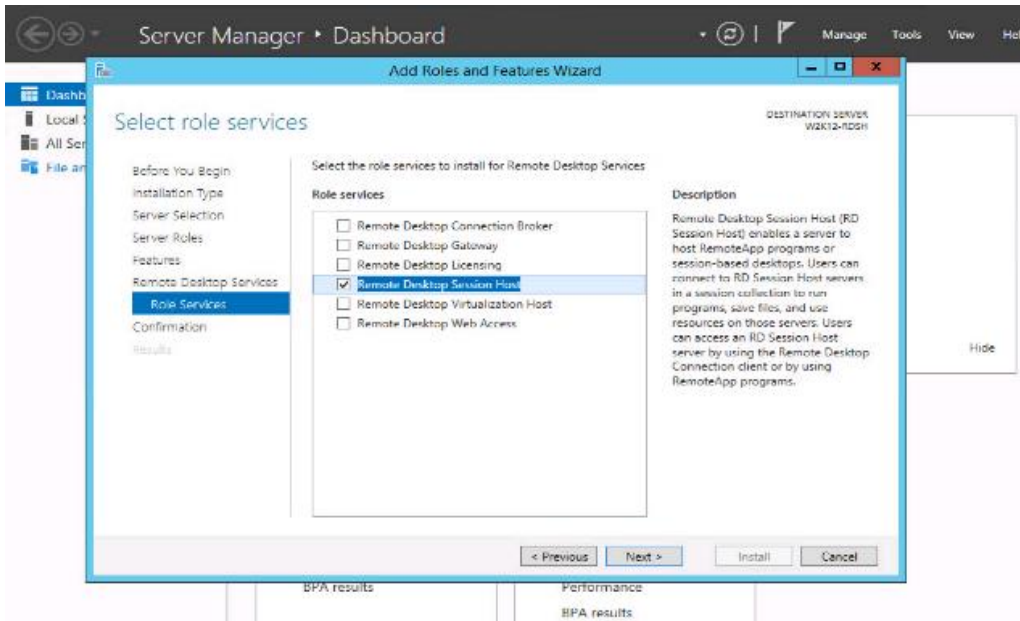 Server Manager • Dashboard
Manage Tools View Hel
Add Roles and Features Wizard
Dashb
Local S
All Ser
File an
Select role services
DESTINATION SERVER
W2K12-RDSH
Before You Begin
Installation Type
Server Selection
Server Roles
Features
Remote Desktop Services
Role Services
Confirmation
Results
Select the role services to install for Remote Desktop Services
Role services
Remote Desktop Connection Broker
Remote Desktop Gateway
Remote Desktop Licensing
Remote Desktop Session Host
Remote Desktop Virtualization Host
Remote Desktop Web Access
Description
Remote Desktop Session Host (RD
Session Host) enables a server to
host RemoteApp programs or
session-based desktops. Users can
connect to RD Session Host servers
in a session collection to run
programs, save files, and use
resources on those servers. Users
can access an RD Session Host
server by using the Remote Desktop
Connection client or by using
RemoteApp programs.
Hide
< Previous
Next >
Install
Cancel
BPA results
Performance
BPA results